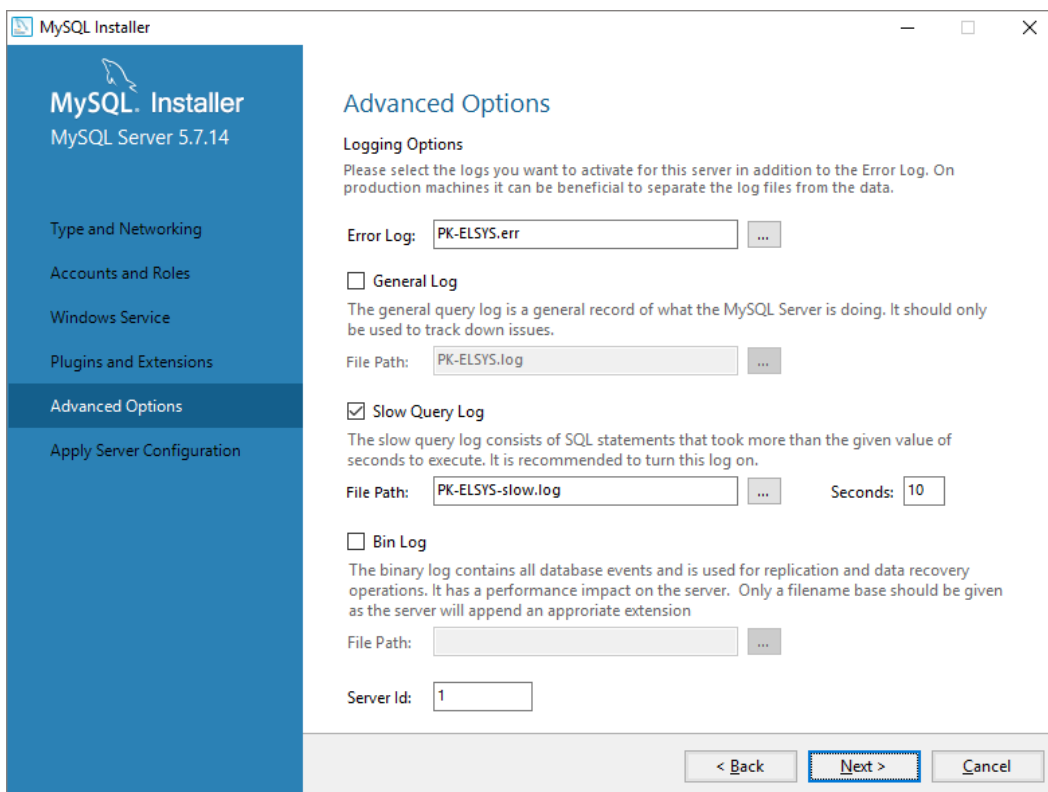 MySQL Installer
MySQL. Installer
MySQL Server 5.7.14
Type and Networking
Accounts and Roles
Windows Service
Plugins and Extensions
Advanced Options
Apply Server Configuration
Advanced Options
Logging Options
Please select the logs you want to activate for this server in addition to the Error Log. On
production machines it can be beneficial to separate the log files from the data.
Error Log: PK-ELSYS.err ...
General Log
The general query log is a general record of what the MySQL Server is doing. It should only
be used to track down issues.
File Path: PK-ELSYS.log ...
Slow Query Log
The slow query log consists of SQL statements that took more than the given value of
seconds to execute. It is recommended to turn this log on.
File Path: PK-ELSYS-slow.log ... Seconds: 10
Bin Log
The binary log contains all database events and is used for replication and data recovery
operations. It has a performance impact on the server. Only a filename base should be given
as the server will append an approriate extension
File Path: ...
Server Id: 1
< Back Next > Cancel